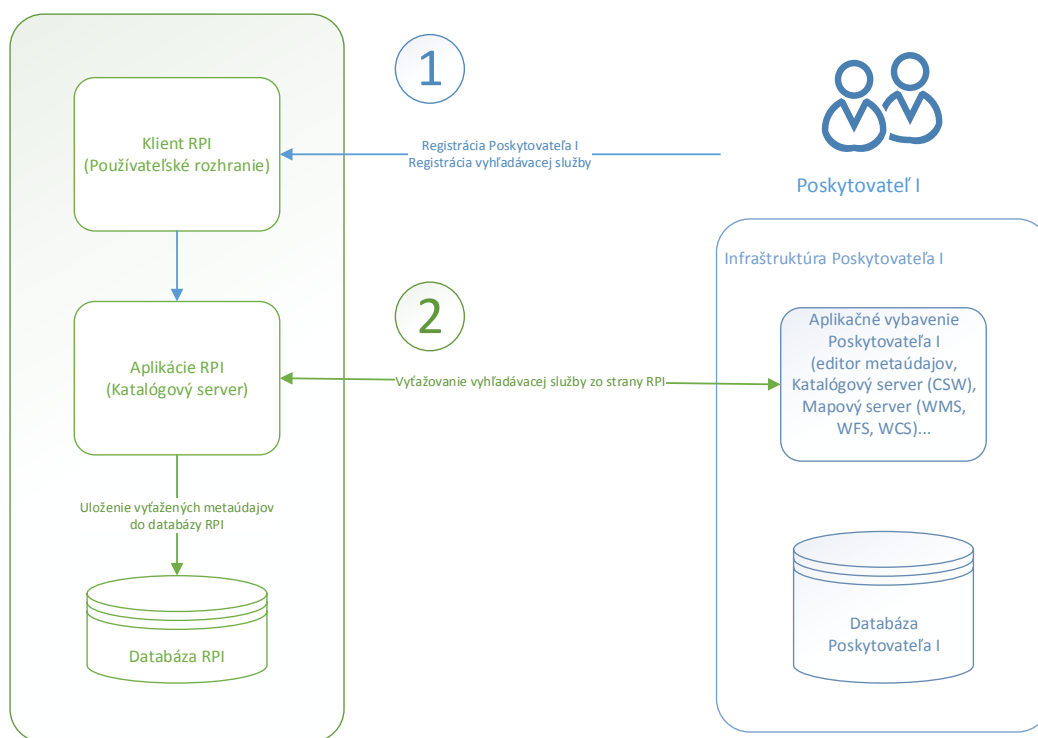 1
Klient RPI
(Používateľské rozhranie)
Registrácia Poskytovateľa I
Registrácia vyhľadávacej služby
Poskytovateľ I
Infraštruktúra Poskytovateľa I
2
Aplikácie RPI
(Katalógový server)
Vyťažovanie vyhľadávacej služby zo strany RPI
Aplikačné vybavenie
Poskytovateľa I
(editor metaúdajov,
Katalógový server (CSW),
Mapový server (WMS,
WFS, WCS)...
Uloženie vyťažených metaúdajov
do databázy RPI
Databáza RPI
Databáza
Poskytovateľa I